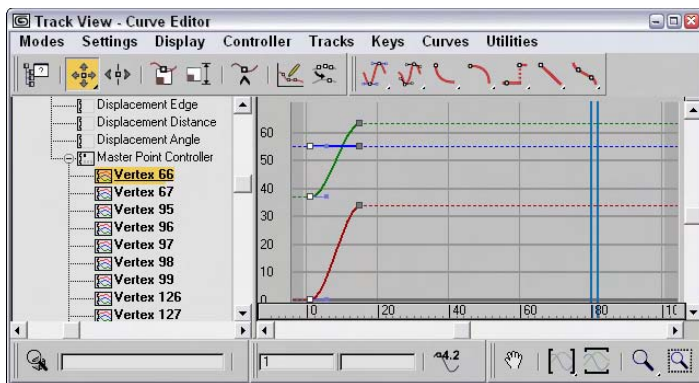 Track View - Curve Editor
Modes Settings Display Controller Tracks Keys Curves Utilities
Displacement Edge
Displacement Distance
Displacement Angle
Master Point Controller
Vertex 66
Vertex 67
Vertex 95
Vertex 96
Vertex 97
Vertex 98
Vertex 99
Vertex 126
Vertex 127
60
50
40
30
20
10
0
0 20 40 60 80 10
1
4.2